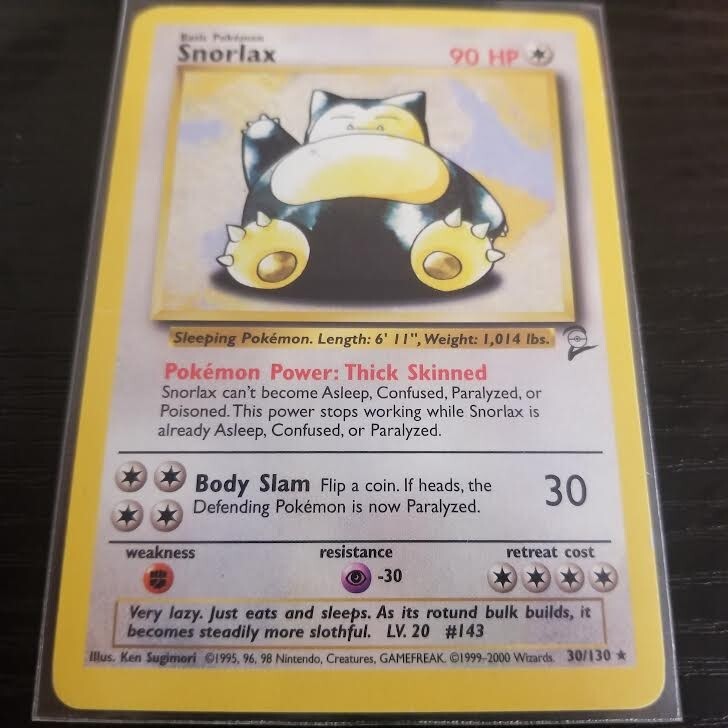 Basic Pokémon
Snorlax
90 HP
Sleeping Pokémon. Length: 6' 11", Weight: 1,014 lbs.
Pokémon Power: Thick Skinned
Snorlax can't become Asleep, Confused, Paralyzed, or
Poisoned. This power stops working while Snorlax is
already Asleep, Confused, or Paralyzed.
Body Slam Flip a coin. If heads, the
Defending Pokémon is now Paralyzed.
30
weakness
resistance
retreat cost
-30
Very lazy. Just eats and sleeps. As its rotund bulk builds, it
becomes steadily more slothful. LV. 20 #143
Illus. Ken Sugimori ©1995, 96, 98 Nintendo, Creatures, GAMEFREAK. ©1999-2000 Wizards. 30/130 ★